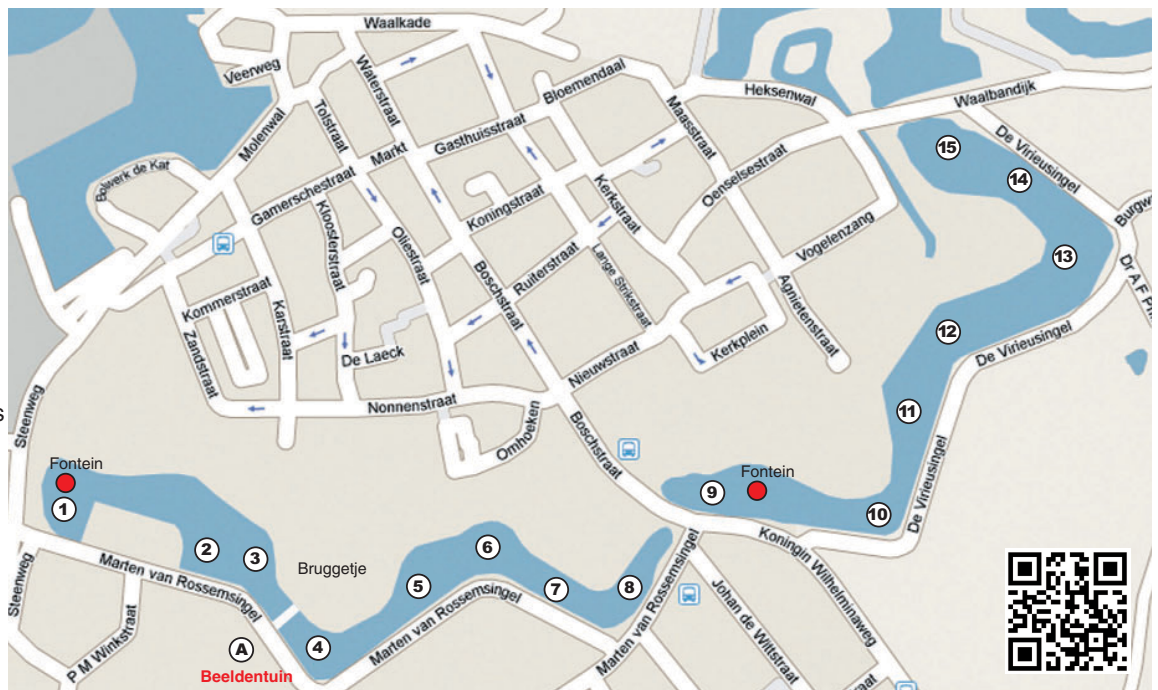 Waalkade
Veerweg
Waterstraat
Bloemendaal
Heksenwal
Waalbandijk
Molenwal
Tolstraat
Gasthuisstraat
Maasstraat
De Virieusingel
15
14
Markt
Bolwerk de Kat
Gamerschestraat
Kloosterstraat
Oliestraat
Koningstraat
Kerkstraat
Oenselsestraat
Burgw
Vogelenzang
13
Dr A F Ph
Ruiterstraat
Lange Strikstraat
Boschstraat
Kommerstraat
Karstraat
Zandstraat
De Laeck
Agnietenstraat
Kerkplein
12
De Virieusingel
Nieuwstraat
Steenweg
s
Nonnenstraat
Omhoeken
Boschstraat
11
Fontein
1
Fontein
9
10
De Virieusingel
2
3
Bruggetje
6
5
7
8
Steenweg
Marten van Rossemsingel
Koningin Wilhelminaweg
Marten van Rossemsingel
Marten van Rossemsingel
Johan de Wittstraat
P M Winkstraat
A
4
Beeldentuin
raat